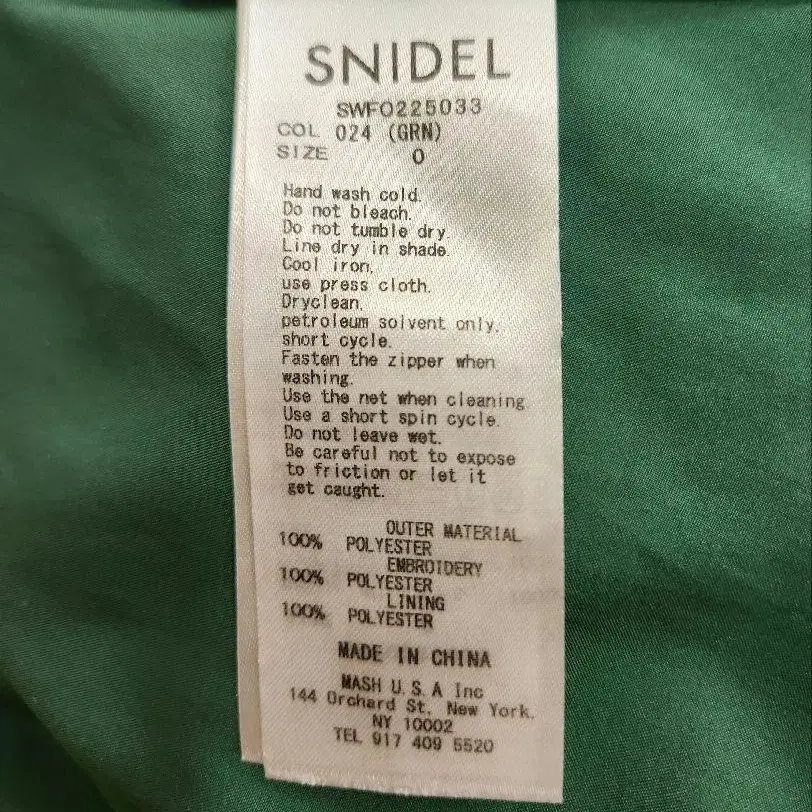 SNIDEL
SWFO225033
COL 024 (GRN)
SIZE 0
Hand wash cold.
Do not bleach.
Do not tumble dry.
Line dry in shade.
Cool iron.
use press cloth.
Dryclean.
petroleum solvent only.
short cycle.
Fasten the zipper when
washing.
Use the net when cleaning.
Use a short spin cycle.
Do not leave wet.
Be careful not to expose
to friction or let it
get caught.
OUTER MATERIAL
100% POLYESTER
EMBROIDERY
100% POLYESTER
LINING
100% POLYESTER
MADE IN CHINA
MASH U.S.A Inc
144 Orchard St. New York.
NY 10002
TEL 917 409 5520